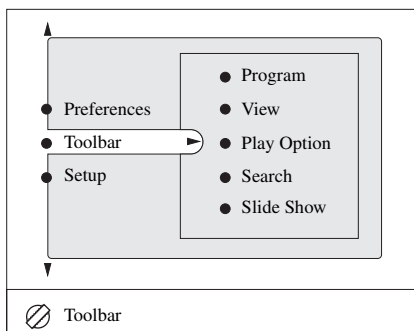 Preferences
Toolbar
Setup
Program
View
Play Option
Search
Slide Show
Toolbar